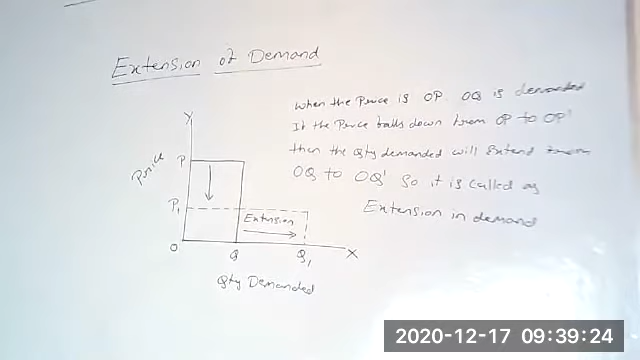 Extension of Demand
When the Price is OP. OQ is demanded
If the Price falls down from OP to OP'
then the Qty demanded will Extend from
OQ to OQ' So it is called as
Extension in demand
Y
Price
P
P1
Extension
O
Q
Q1
X
Qty Demanded
2020-12-17 09:39:24